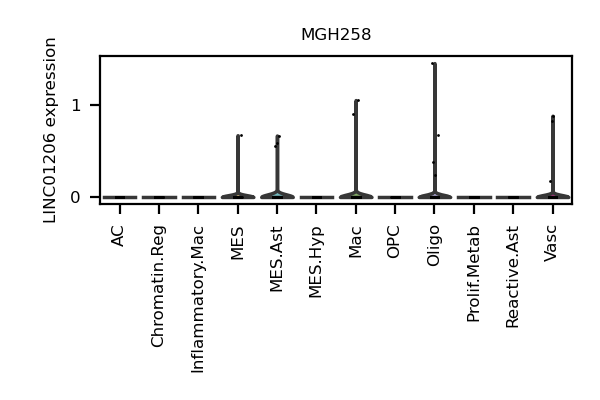 MGH258
LINC01206 expression
1
0
AC
Chromatin.Reg
Inflammatory.Mac
MES
MES.Ast
MES.Hyp
Mac
OPC
Oligo
Prolif.Metab
Reactive.Ast
Vasc